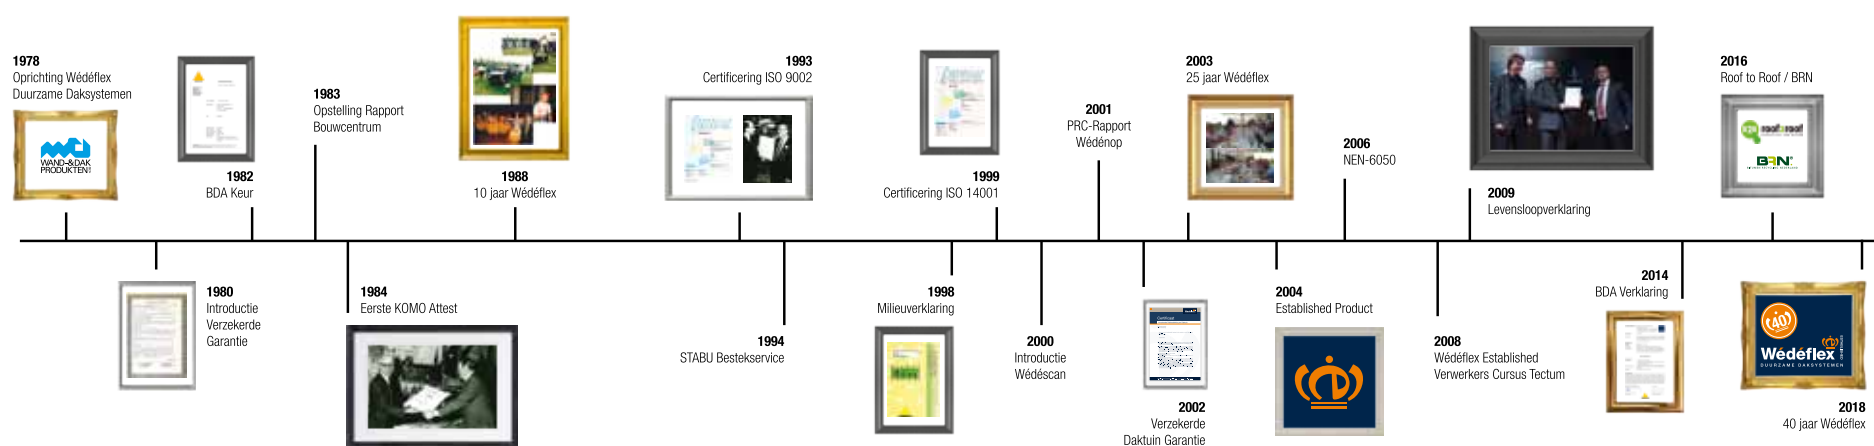 1978
Oprichting Wédéflex
Duurzame Daksystemen
WAND-&DAK
PRODUKTEN
1980
Introductie
Verzekerde
Garantie
1982
BDA Keur
1983
Opstelling Rapport
Bouwcentrum
1984
Eerste KOMO Attest
1988
10 jaar Wédéflex
1993
Certificering ISO 9002
1994
STABU Bestekservice
1998
Milieuverklaring
1999
Certificering ISO 14001
2000
Introductie
Wédéscan
2001
PRC-Rapport
Wédénop
2002
Verzekerde
Daktuin Garantie
2003
25 jaar Wédéflex
2004
Established Product
2006
NEN-6050
2008
Wédéflex Established
Verwerkers Cursus Tectum
2009
Levensloopverklaring
2014
BDA Verklaring
2016
Roof to Roof / BRN
BRN
40
Wédéflex
DUURZAME DAKSYSTEMEN
2018
40 jaar Wédéflex